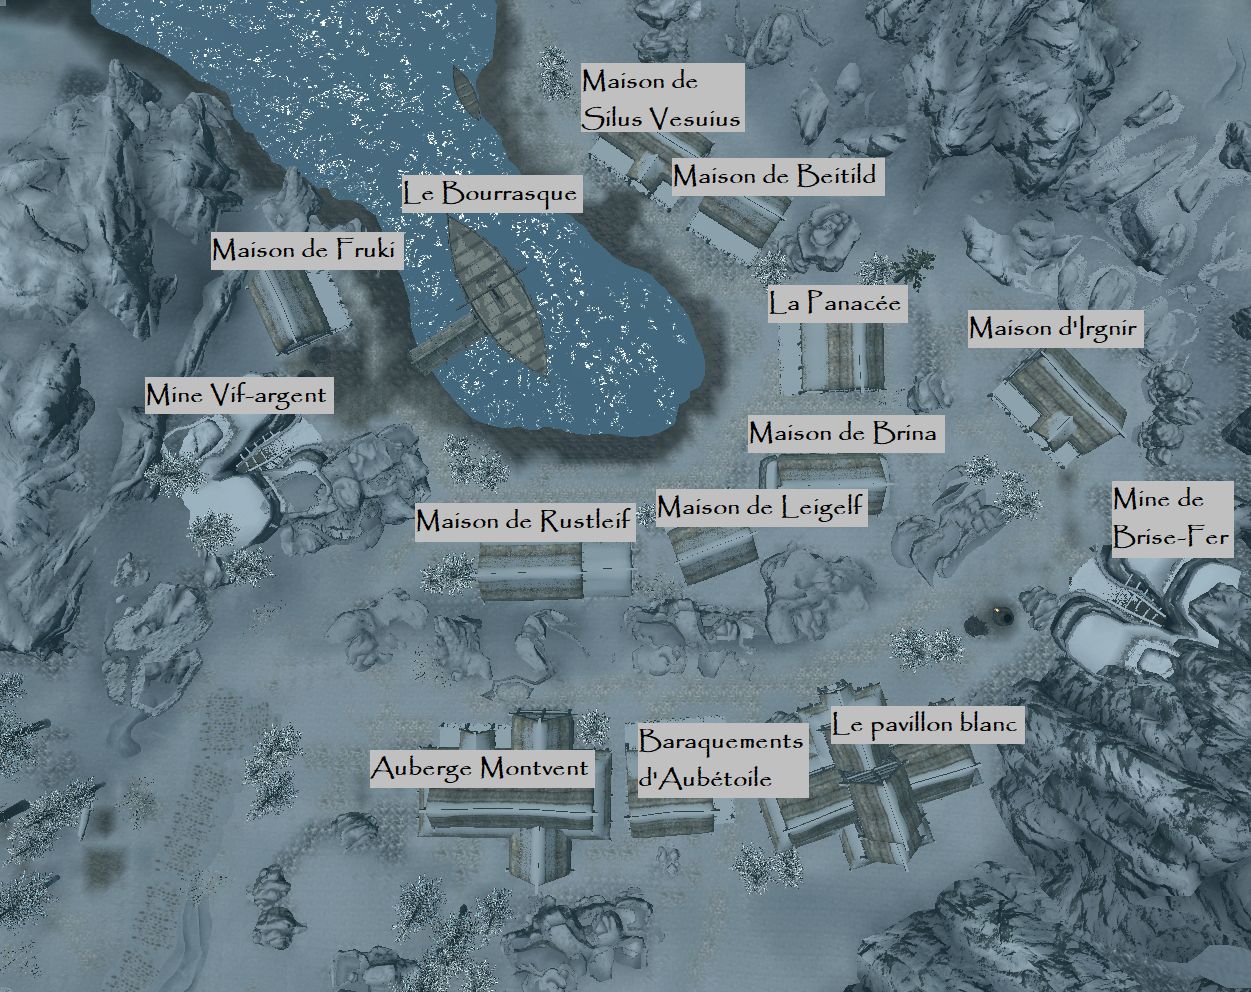 Maison de
Silus Vesuius
Maison de Beitild
Le Bourrasque
Maison de Fruki
La Panacée
Maison d'Irgnir
Mine Vif-argent
Maison de Brina
Maison de Leigelf
Maison de Rustleif
Mine de
Brise-Fer
Le pavillon blanc
Auberge Montvent
Baraquements
d'Aubétoile